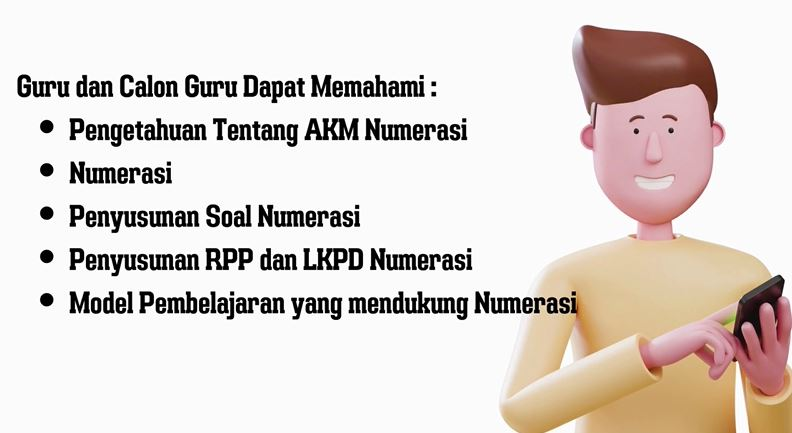 Guru dan Calon Guru Dapat Memahami :
• Pengetahuan Tentang AKM Numerasi
• Numerasi
• Penyusunan Soal Numerasi
• Penyusunan RPP dan LKPD Numerasi
• Model Pembelajaran yang mendukung Numerasi